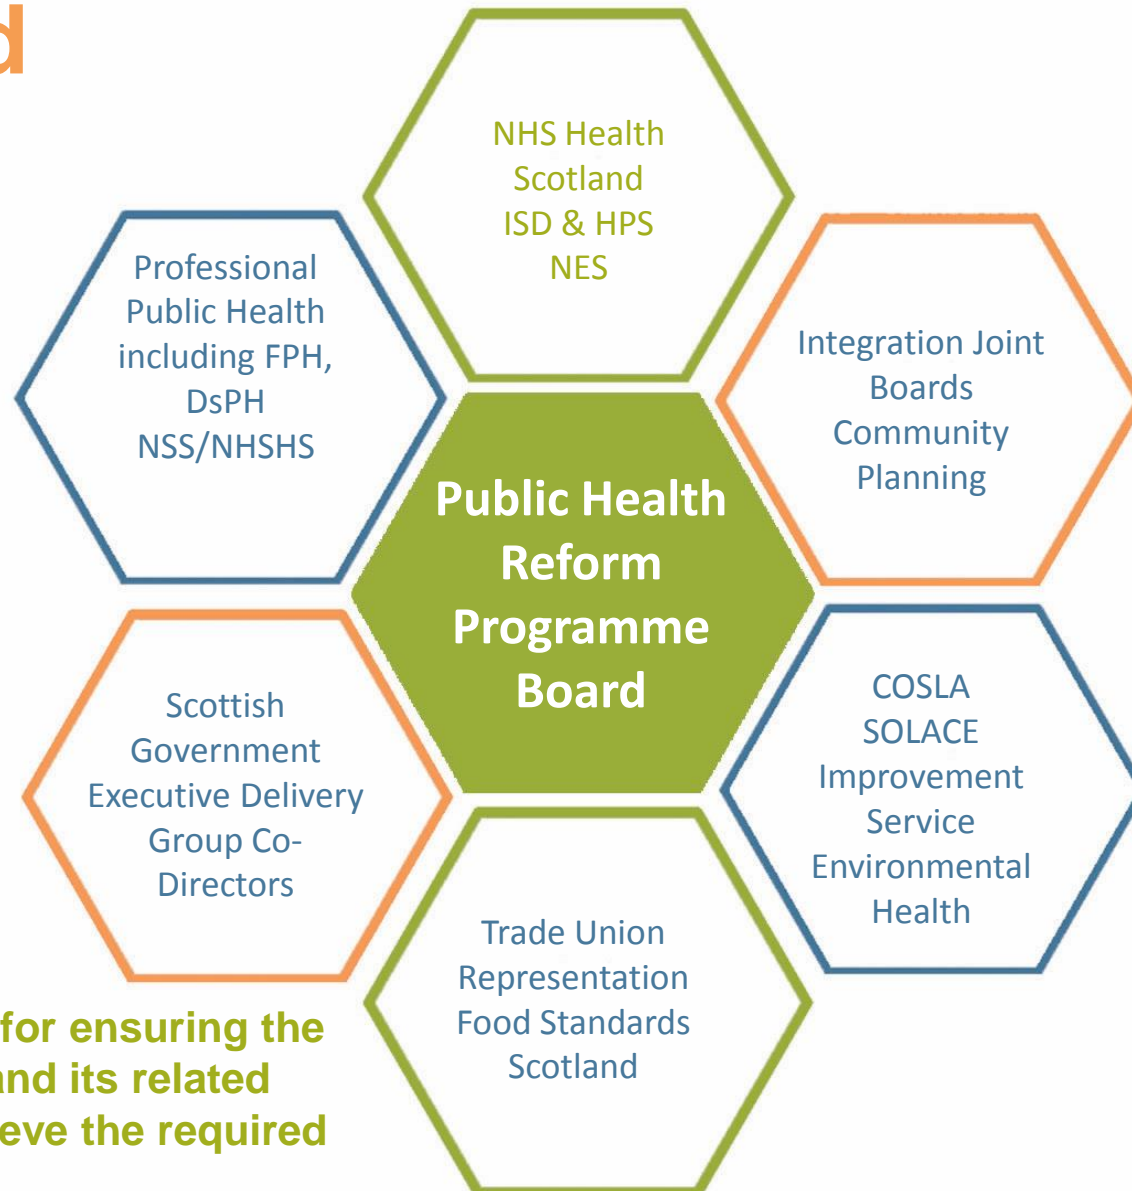 d
NHS Health
Scotland
ISD & HPS
NES
Professional
Public Health
including FPH,
DsPH
NSS/NHSHS
Integration Joint
Boards
Community
Planning
Public Health
Reform
Programme
Board
Scottish
Government
Executive Delivery
Group Co-
Directors
COSLA
SOLACE
Improvement
Service
Environmental
Health
Trade Union
Representation
Food Standards
Scotland
for ensuring the
and its related
eve the required